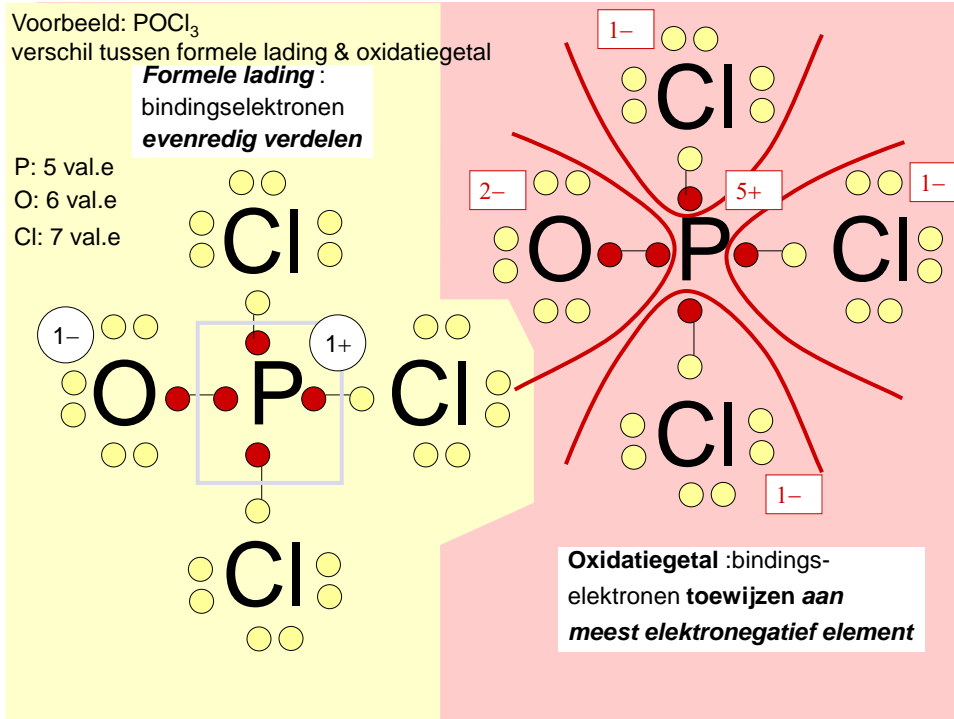 Voorbeeld: POCl₃
verschil tussen formele lading & oxidatiegetal
Formele lading :
bindingselektronen
evenredig verdelen
P: 5 val.e
O: 6 val.e
Cl: 7 val.e
Cl
1–
1+
O P Cl
Cl
1–
Cl
2–
5+
1–
O P Cl
Cl
1–
Oxidatiegetal :bindings-
elektronen toewijzen aan
meest elektronegatief element